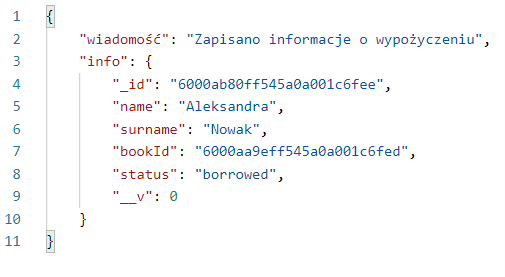 1 {
2 "wiadomość": "Zapisano informacje o wypożyczeniu",
3 "info": {
4 "_id": "6000ab80ff545a0a001c6fee",
5 "name": "Aleksandra",
6 "surname": "Nowak",
7 "bookId": "6000aa9eff545a0a001c6fed",
8 "status": "borrowed",
9 "__v": 0
10 }
11 }